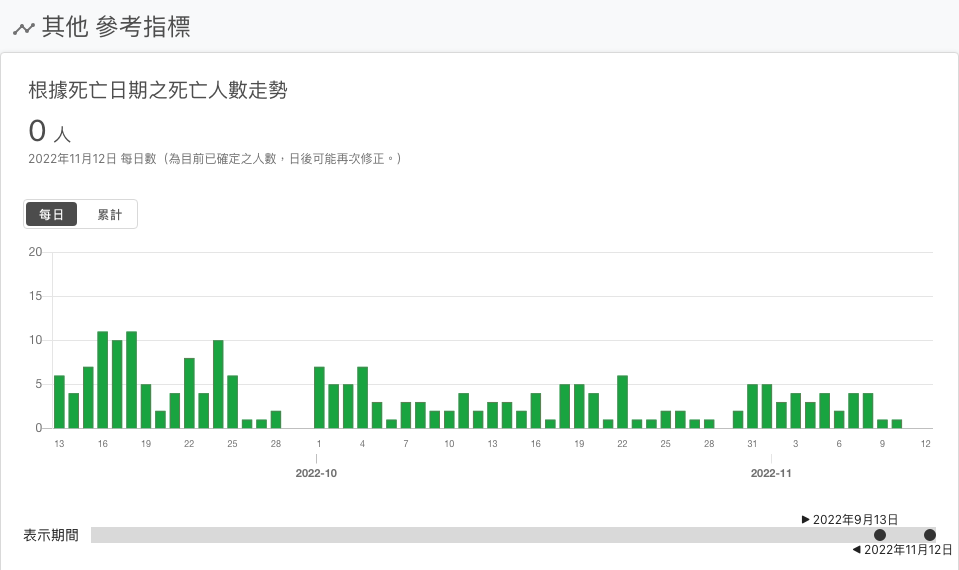 其他 參考指標
根據死亡日期之死亡人數走勢
0 人
2022年11月12日 每日數（為目前已確定之人數，日後可能再次修正。）
每日 累計
20
15
10
5
0
13 16 19 22 25 28 1 4 7 10 13 16 19 22 25 28 31 3 6 9 12
2022-10 2022-11
▶ 2022年9月13日
表示期間
◀ 2022年11月12日